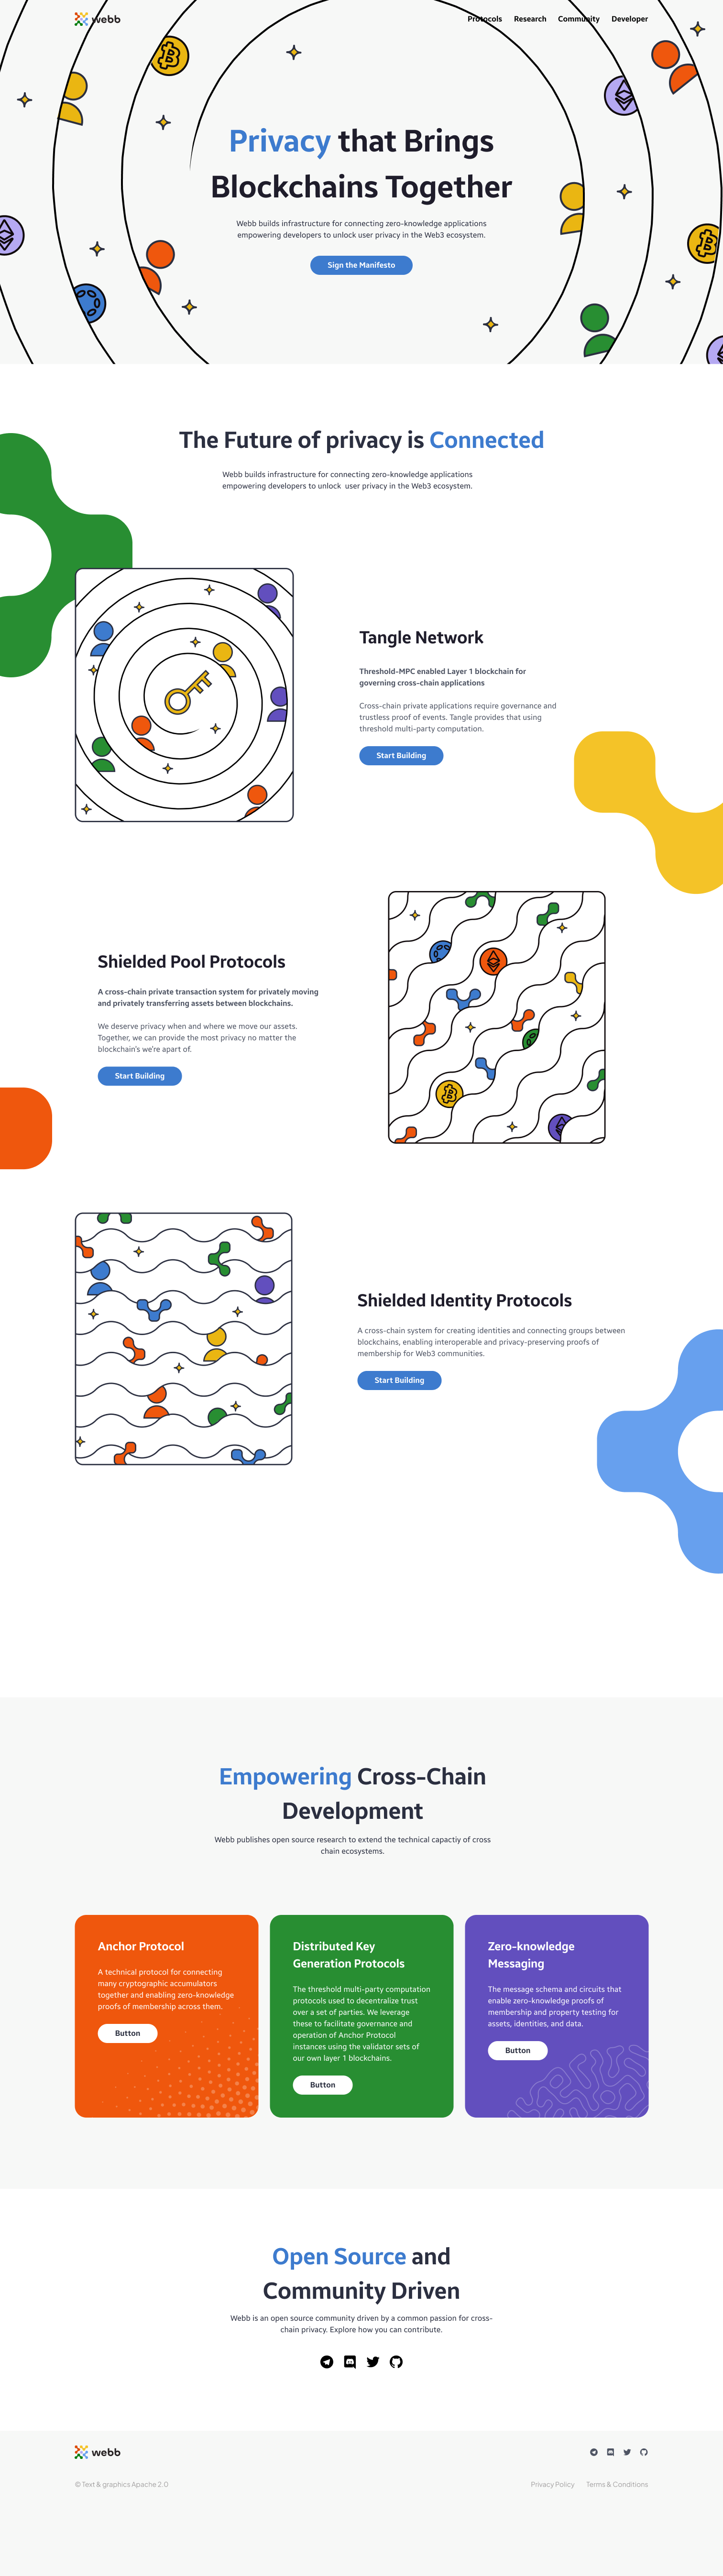 webb
Protocols Research Community Developer
Privacy that Brings
Blockchains Together
Webb builds infrastructure for connecting zero-knowledge applications
empowering developers to unlock user privacy in the Web3 ecosystem.
Sign the Manifesto
The Future of privacy is Connected
Webb builds infrastructure for connecting zero-knowledge applications
empowering developers to unlock user privacy in the Web3 ecosystem.
Tangle Network
Threshold-MPC enabled Layer 1 blockchain for
governing cross-chain applications
Cross-chain private applications require governance and
trustless proof of events. Tangle provides that using
threshold multi-party computation.
Start Building
Shielded Pool Protocols
A cross-chain private transaction system for privately moving
and privately transferring assets between blockchains.
We deserve privacy when and where we move our assets.
Together, we can provide the most privacy no matter the
blockchain's we're apart of.
Start Building
Shielded Identity Protocols
A cross-chain system for creating identities and connecting groups between
blockchains, enabling interoperable and privacy-preserving proofs of
membership for Web3 communities.
Start Building
Empowering Cross-Chain
Development
Webb publishes open source research to extend the technical capactiy of cross
chain ecosystems.
Anchor Protocol
A technical protocol for connecting
many cryptographic accumulators
together and enabling zero-knowledge
proofs of membership across them.
Button
Distributed Key
Generation Protocols
The threshold multi-party computation
protocols used to decentralize trust
over a set of parties. We leverage
these to facilitate governance and
operation of Anchor Protocol
instances using the validator sets of
our own layer 1 blockchains.
Button
Zero-knowledge
Messaging
The message schema and circuits that
enable zero-knowledge proofs of
membership and property testing for
assets, identities, and data.
Button
Open Source and
Community Driven
Webb is an open source community driven by a common passion for cross-
chain privacy. Explore how you can contribute.
webb
© Text & graphics Apache 2.0
Privacy Policy Terms & Conditions